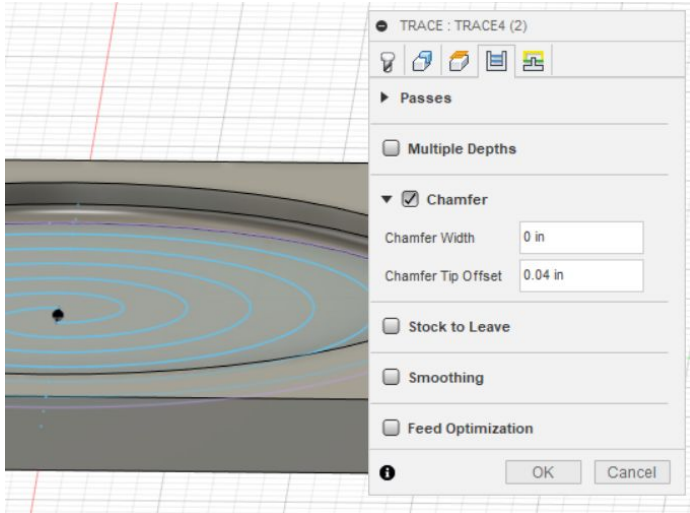 TRACE : TRACE4 (2)
Passes
Multiple Depths
Chamfer
Chamfer Width 0 in
Chamfer Tip Offset 0.04 in
Stock to Leave
Smoothing
Feed Optimization
OK Cancel